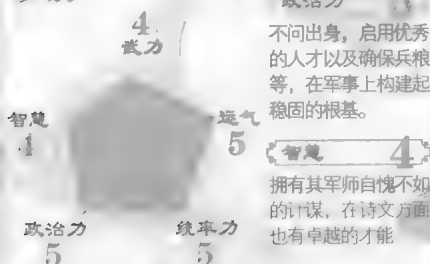 政治力
4
武力
智慧
4
运气
5
政治力
5
统率力
5
不问出身，启用优秀
的人才以及确保兵粮
等，在军事上构建起
稳固的根基。
智慧 4
拥有其军师自愧不如
的计谋，在诗文方面
也有卓越的才能